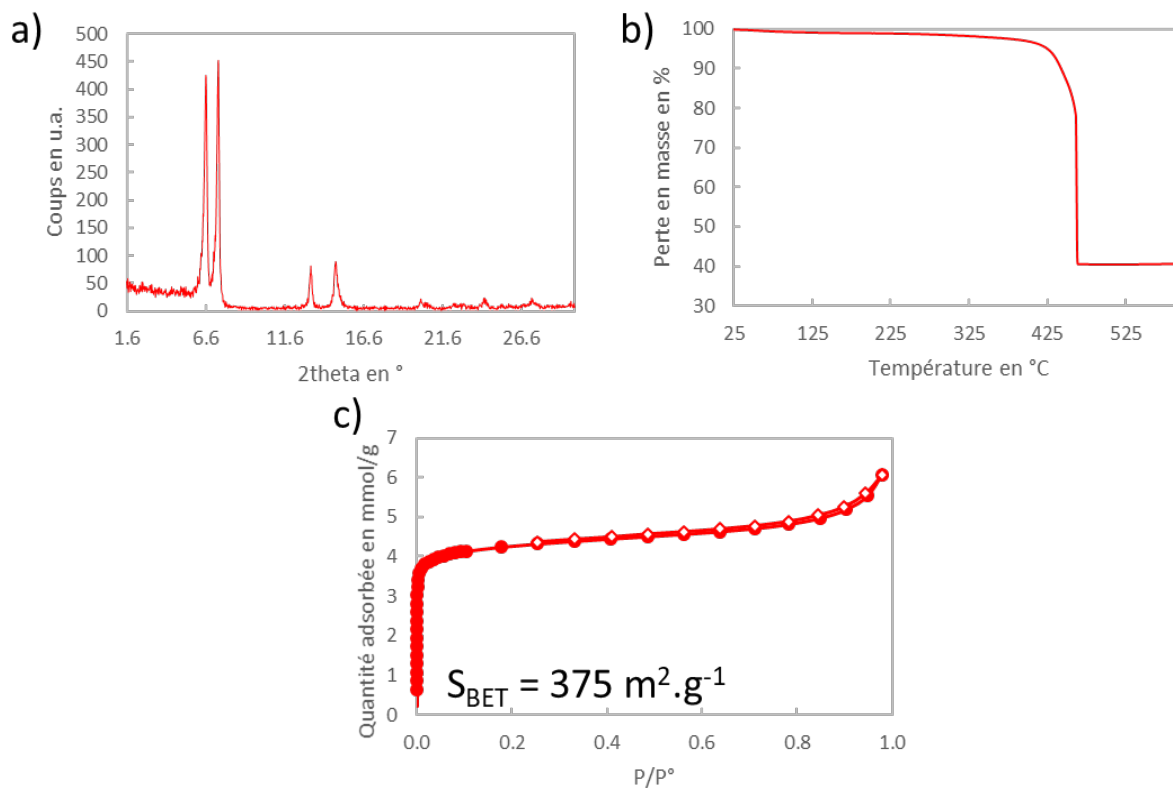 a)
500
450
400
350
300
250
200
150
100
50
0
Coups en u.a.
1.6 6.6 11.6 16.6 21.6 26.6
2theta en °
b)
100
90
80
70
60
50
40
30
Perte en masse en %
25 125 225 325 425 525
Température en °C
c)
7
6
5
4
3
2
1
0
Quantité adsorbée en mmol/g
S_BET = 375 m².g⁻¹
0.0 0.2 0.4 0.6 0.8 1.0
P/P°